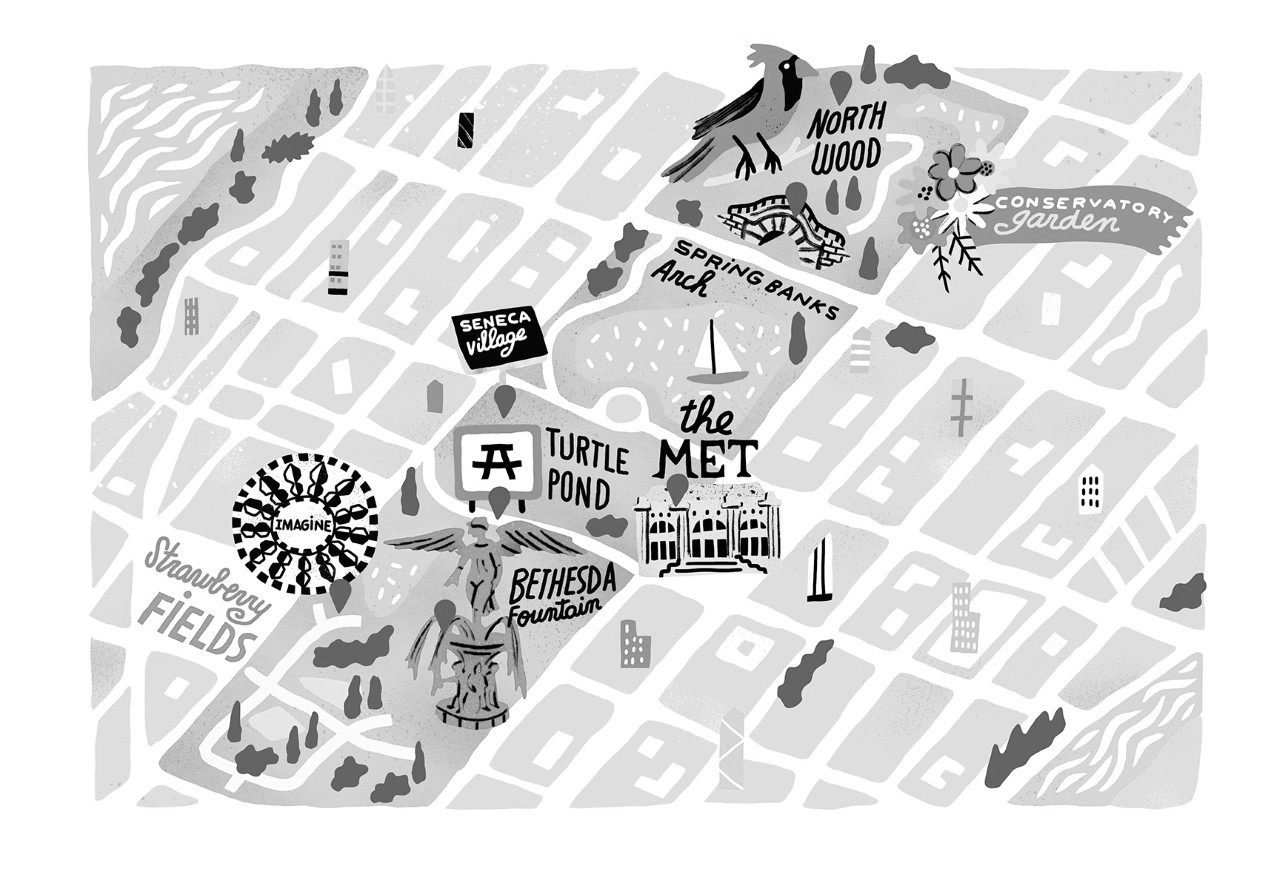 NORTH
WOOD
CONSERVATORY
garden
SPRiNG BANKS
Arch
SENECA
Village
the
MET
TURTLE
POND
IMAGiNE
Strawberry
FiELDS
BETHESDA
Fountain